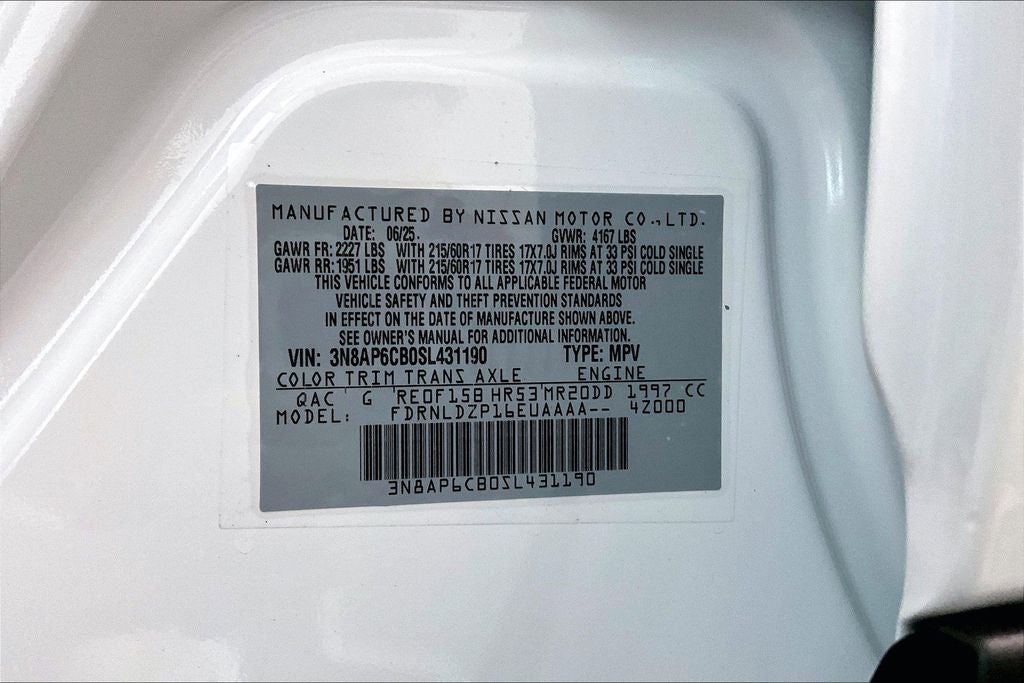 MANUFACTURED BY NISSAN MOTOR CO., LTD.
DATE: 06/25. GVWR: 4167 LBS
GAWR FR: 2227 LBS WITH 215/60R17 TIRES 17X7.0J RIMS AT 33 PSI COLD SINGLE
GAWR RR: 1951 LBS WITH 215/60R17 TIRES 17X7.0J RIMS AT 33 PSI COLD SINGLE
THIS VEHICLE CONFORMS TO ALL APPLICABLE FEDERAL MOTOR
VEHICLE SAFETY AND THEFT PREVENTION STANDARDS
IN EFFECT ON THE DATE OF MANUFACTURE SHOWN ABOVE.
SEE OWNER'S MANUAL FOR ADDITIONAL INFORMATION.
VIN: 3N8AP6CB0SL431190 TYPE: MPV
COLOR TRIM TRANS AXLE ENGINE
QAC G RE0F15B HR53 MR20DD 1997 CC
MODEL: FDRNLDZP16EUAAAA-- 4Z000
3N8AP6CB0SL431190